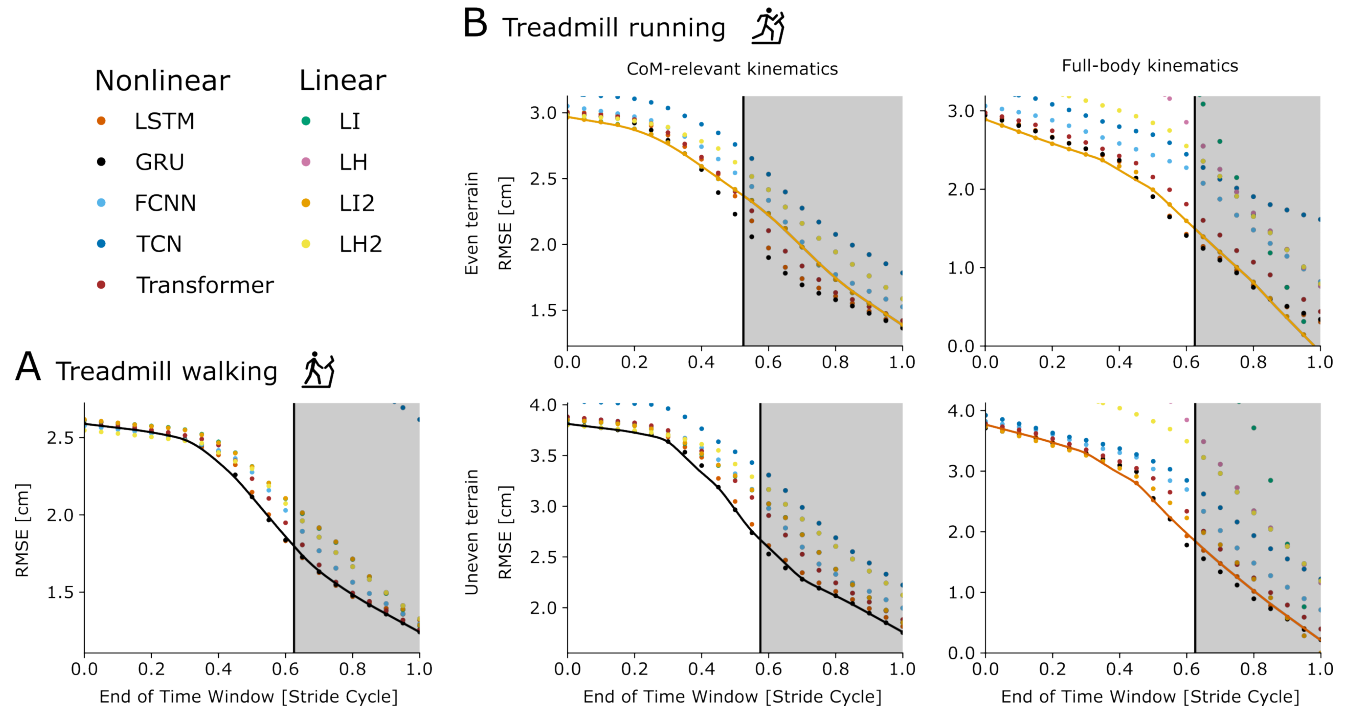 B Treadmill running
Nonlinear
LSTM
GRU
FCNN
TCN
Transformer
Linear
LI
LH
LI2
LH2
CoM-relevant kinematics
Full-body kinematics
Even terrain
RMSE [cm]
3.0
2.5
2.0
1.5
0.0 0.2 0.4 0.6 0.8 1.0
3.0
2.0
1.0
0.0
0.0 0.2 0.4 0.6 0.8 1.0
A Treadmill walking
RMSE [cm]
2.5
2.0
1.5
0.0 0.2 0.4 0.6 0.8 1.0
End of Time Window [Stride Cycle]
Uneven terrain
RMSE [cm]
4.0
3.5
3.0
2.5
2.0
0.0 0.2 0.4 0.6 0.8 1.0
End of Time Window [Stride Cycle]
4.0
3.0
2.0
1.0
0.0
0.0 0.2 0.4 0.6 0.8 1.0
End of Time Window [Stride Cycle]